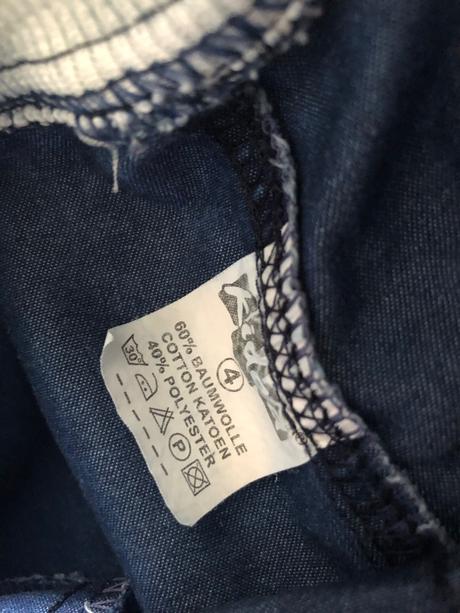 4
60% BAUMWOLLE
COTTON KATOEN
40% POLYESTER
30
P